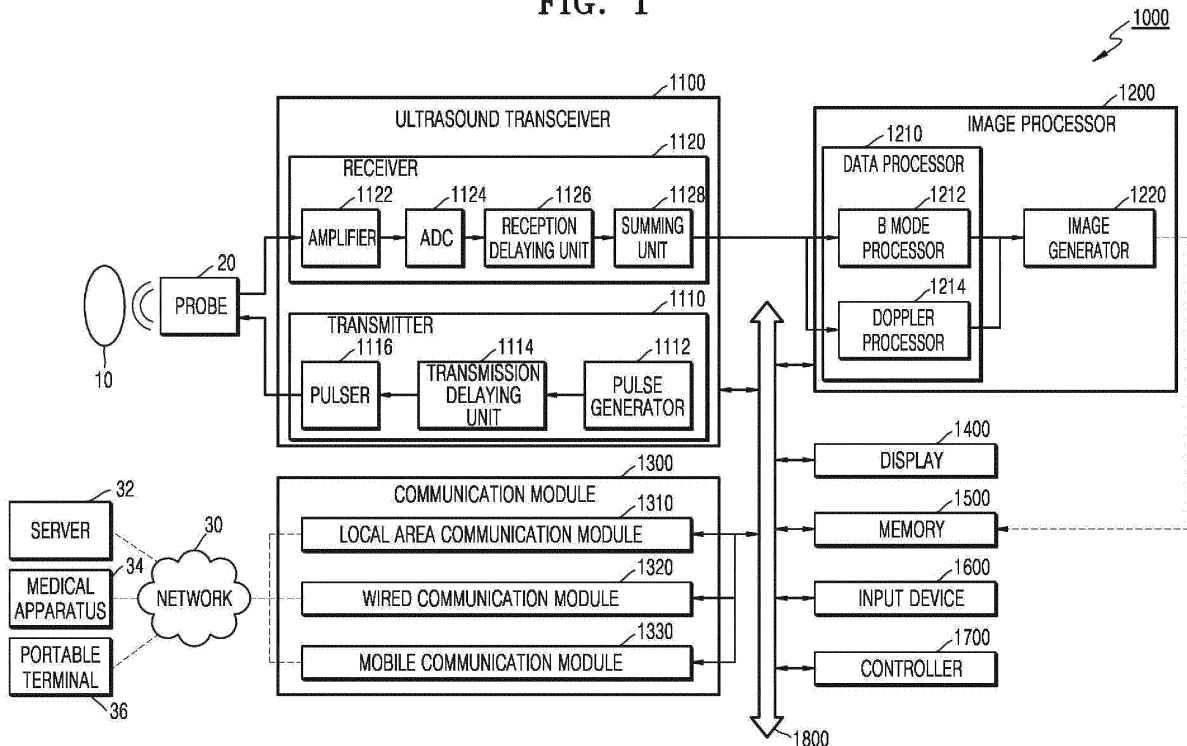 FIG. 1
1000
1100
ULTRASOUND TRANSCEIVER
1120
RECEIVER
1122
AMPLIFIER
1124
ADC
1126
RECEPTION
DELAYING UNIT
1128
SUMMING
UNIT
20
PROBE
10
1110
TRANSMITTER
1116
PULSER
1114
TRANSMISSION
DELAYING
UNIT
1112
PULSE
GENERATOR
1200
IMAGE PROCESSOR
1210
DATA PROCESSOR
1212
B MODE
PROCESSOR
1214
DOPPLER
PROCESSOR
1220
IMAGE
GENERATOR
1300
COMMUNICATION MODULE
1310
LOCAL AREA COMMUNICATION MODULE
1320
WIRED COMMUNICATION MODULE
1330
MOBILE COMMUNICATION MODULE
32
SERVER
34
MEDICAL
APPARATUS
PORTABLE
TERMINAL
36
30
NETWORK
1400
DISPLAY
1500
MEMORY
1600
INPUT DEVICE
1700
CONTROLLER
1800